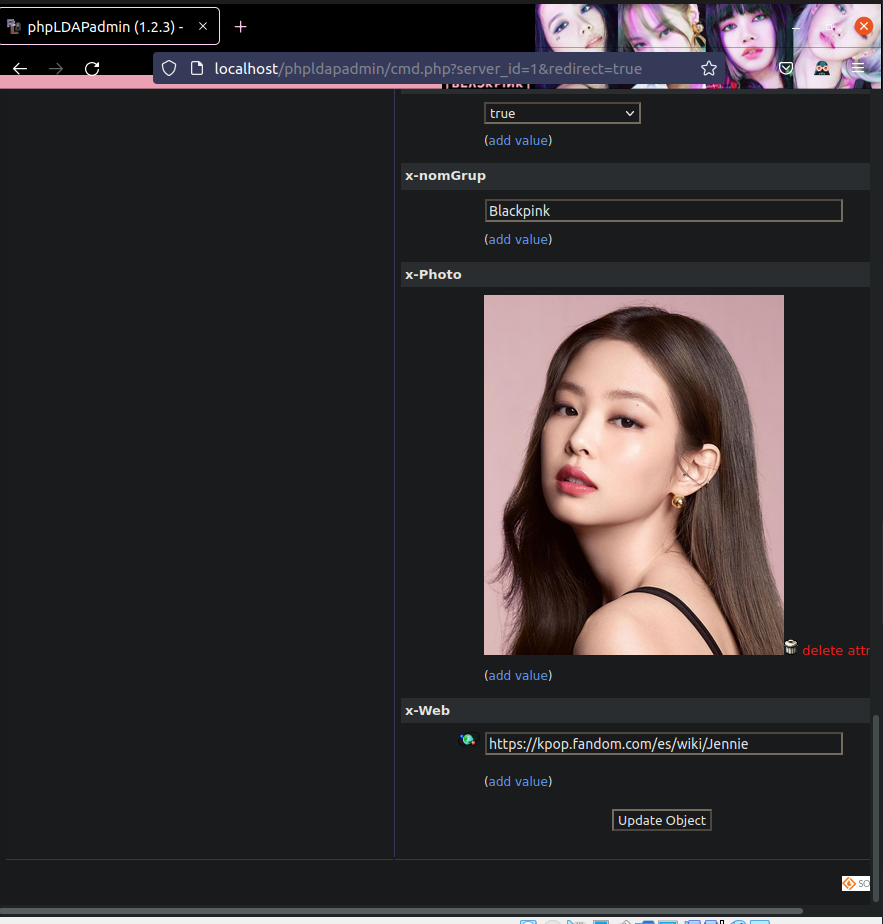 phpLDAPadmin (1.2.3) -
localhost/phpldapadmin/cmd.php?server_id=1&redirect=true
true
(add value)
x-nomGrup
Blackpink
(add value)
x-Photo
delete attr
(add value)
x-Web
https://kpop.fandom.com/es/wiki/Jennie
(add value)
Update Object
SO